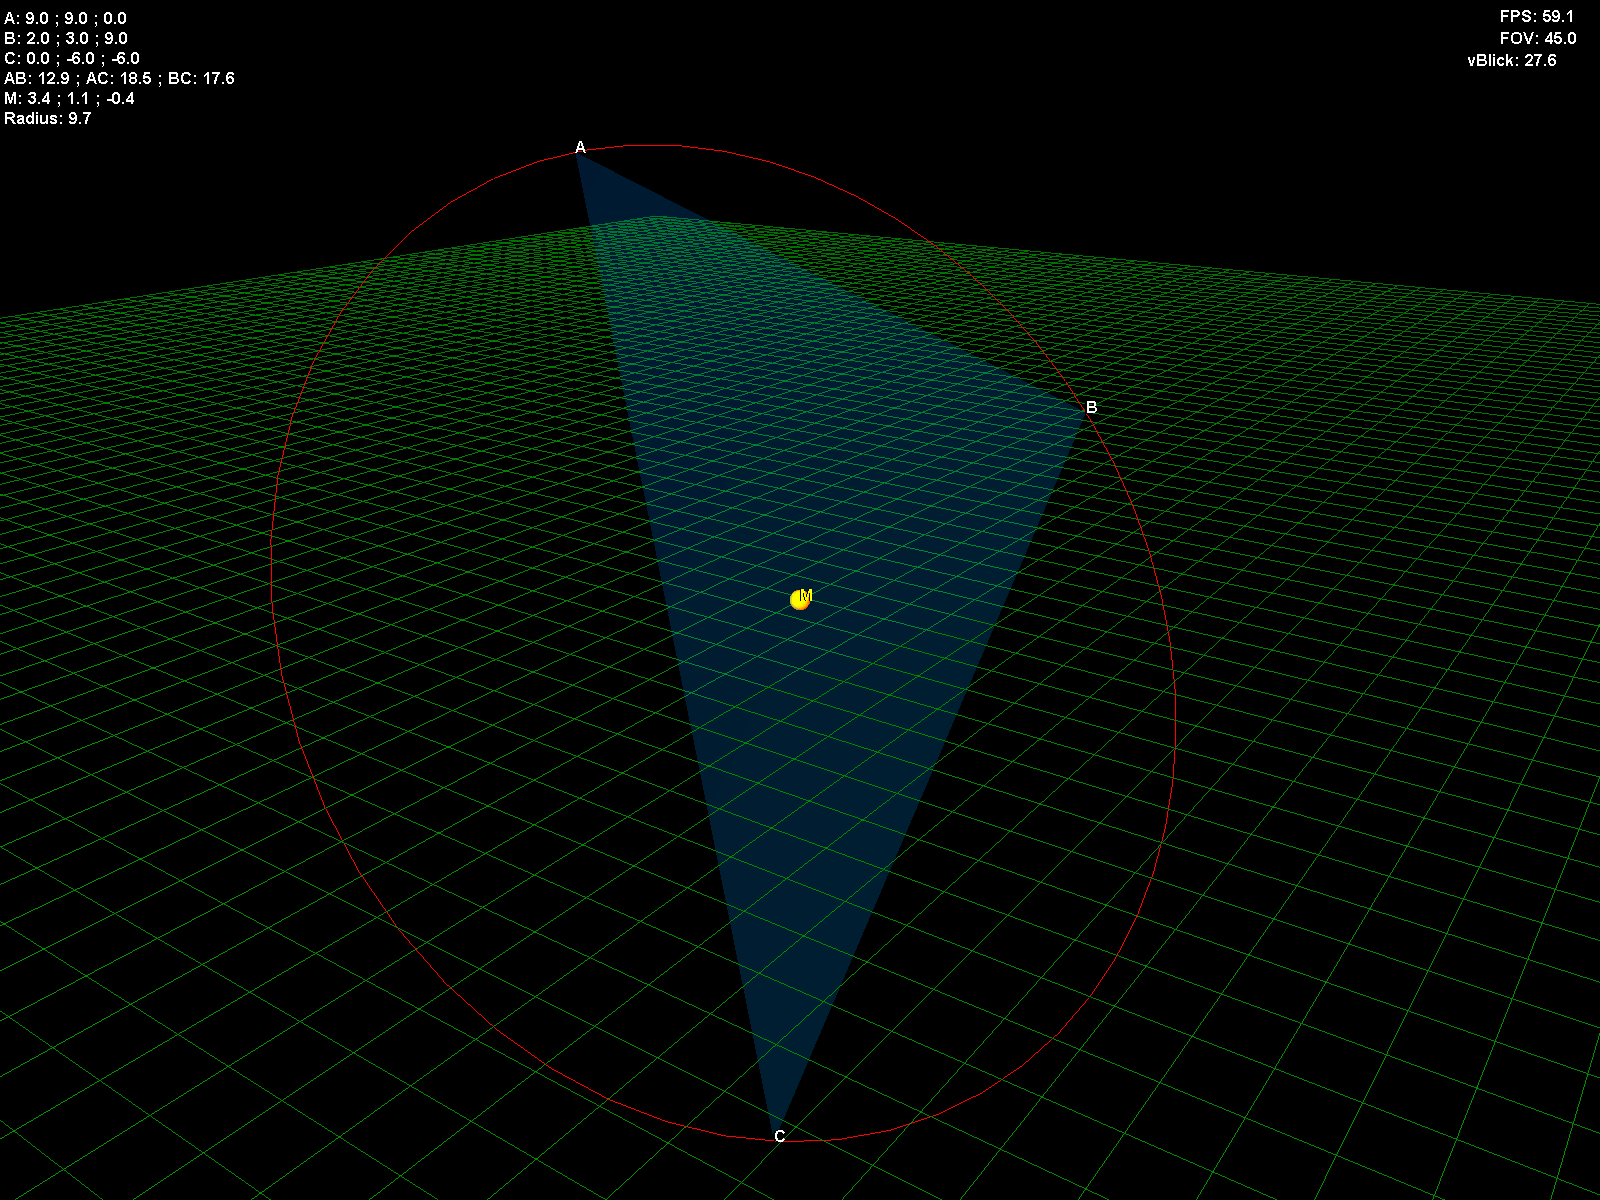 A: 9.0 ; 9.0 ; 0.0
B: 2.0 ; 3.0 ; 9.0
C: 0.0 ; -6.0 ; -6.0
AB: 12.9 ; AC: 18.5 ; BC: 17.6
M: 3.4 ; 1.1 ; -0.4
Radius: 9.7
FPS: 59.1
FOV: 45.0
vBlick: 27.6
A
B
M
C